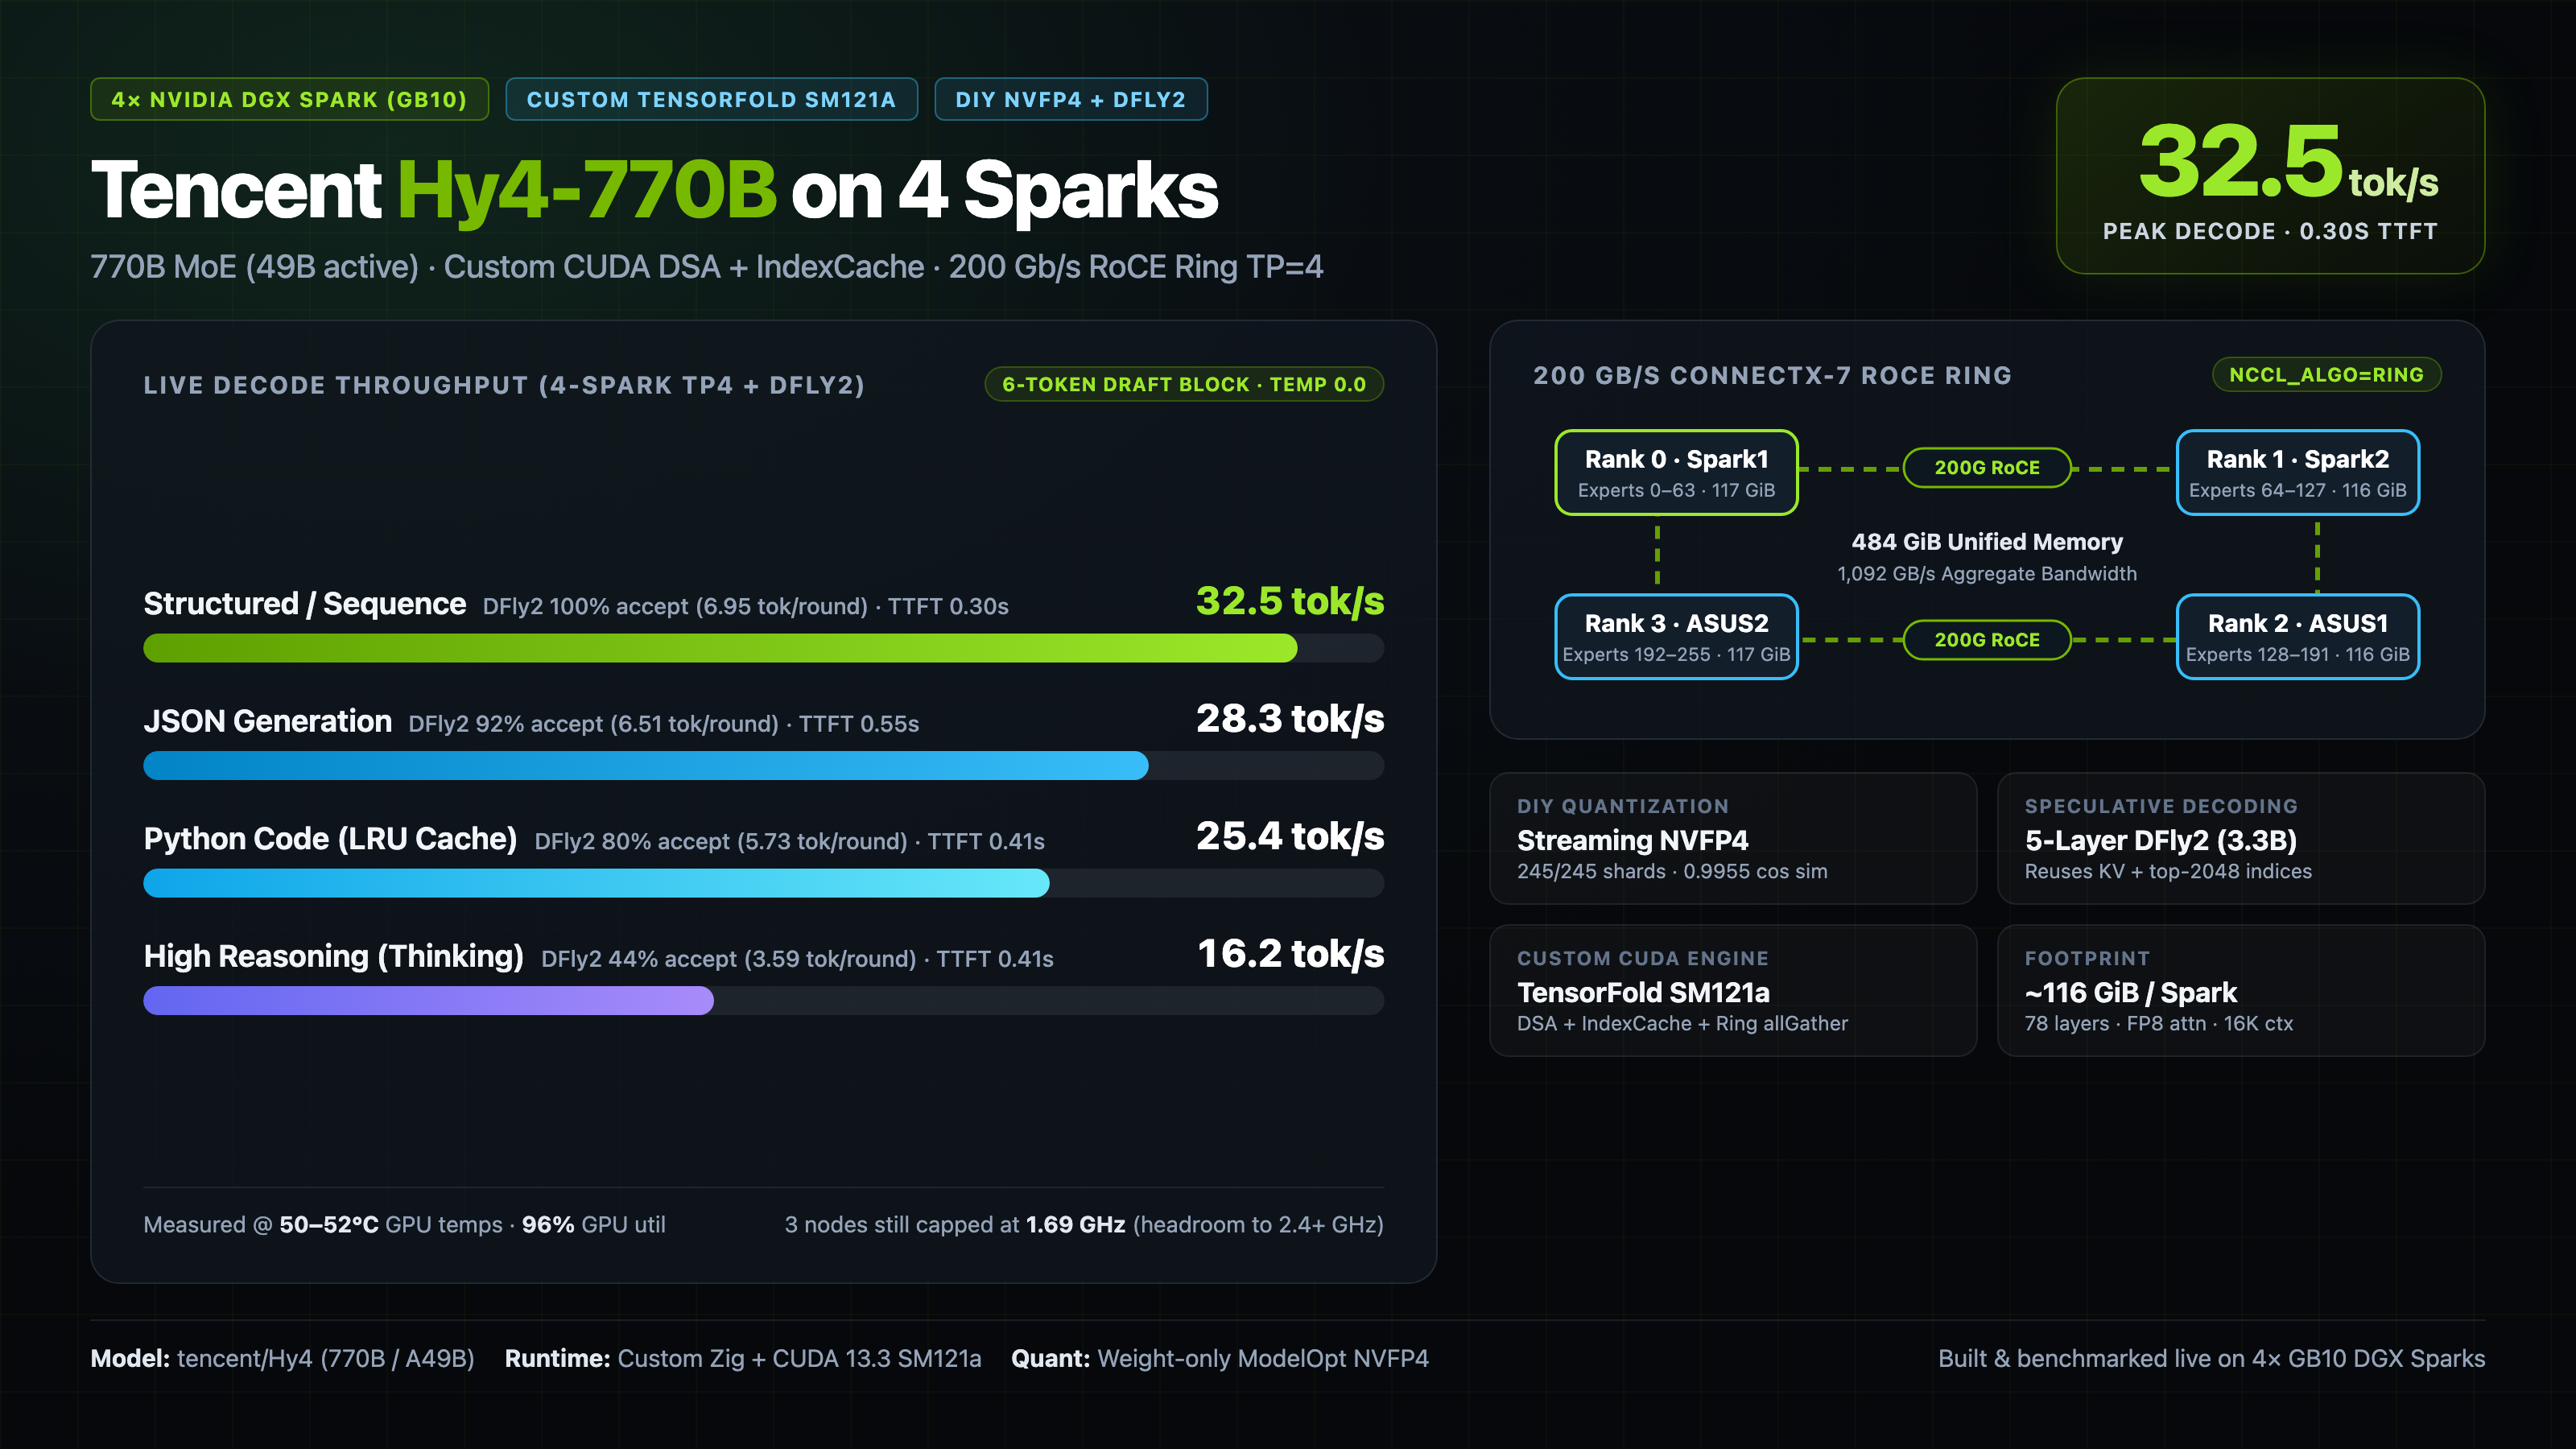 4× NVIDIA DGX SPARK (GB10)
CUSTOM TENSORFOLD SM121A
DIY NVFP4 + DFLY2
Tencent Hy4-770B on 4 Sparks
770B MoE (49B active) · Custom CUDA DSA + IndexCache · 200 Gb/s RoCE Ring TP=4
32.5 tok/s
PEAK DECODE · 0.30S TTFT
LIVE DECODE THROUGHPUT (4-SPARK TP4 + DFLY2)
6-TOKEN DRAFT BLOCK · TEMP 0.0
Structured / Sequence DFly2 100% accept (6.95 tok/round) · TTFT 0.30s 32.5 tok/s
JSON Generation DFly2 92% accept (6.51 tok/round) · TTFT 0.55s 28.3 tok/s
Python Code (LRU Cache) DFly2 80% accept (5.73 tok/round) · TTFT 0.41s 25.4 tok/s
High Reasoning (Thinking) DFly2 44% accept (3.59 tok/round) · TTFT 0.41s 16.2 tok/s
Measured @ 50–52°C GPU temps · 96% GPU util
3 nodes still capped at 1.69 GHz (headroom to 2.4+ GHz)
200 GB/S CONNECTX-7 ROCE RING
NCCL_ALGO=RING
Rank 0 · Spark1
Experts 0–63 · 117 GiB
200G RoCE
Rank 1 · Spark2
Experts 64–127 · 116 GiB
484 GiB Unified Memory
1,092 GB/s Aggregate Bandwidth
Rank 3 · ASUS2
Experts 192–255 · 117 GiB
200G RoCE
Rank 2 · ASUS1
Experts 128–191 · 116 GiB
DIY QUANTIZATION
Streaming NVFP4
245/245 shards · 0.9955 cos sim
SPECULATIVE DECODING
5-Layer DFly2 (3.3B)
Reuses KV + top-2048 indices
CUSTOM CUDA ENGINE
TensorFold SM121a
DSA + IndexCache + Ring allGather
FOOTPRINT
~116 GiB / Spark
78 layers · FP8 attn · 16K ctx
Model: tencent/Hy4 (770B / A49B) Runtime: Custom Zig + CUDA 13.3 SM121a Quant: Weight-only ModelOpt NVFP4
Built & benchmarked live on 4× GB10 DGX Sparks